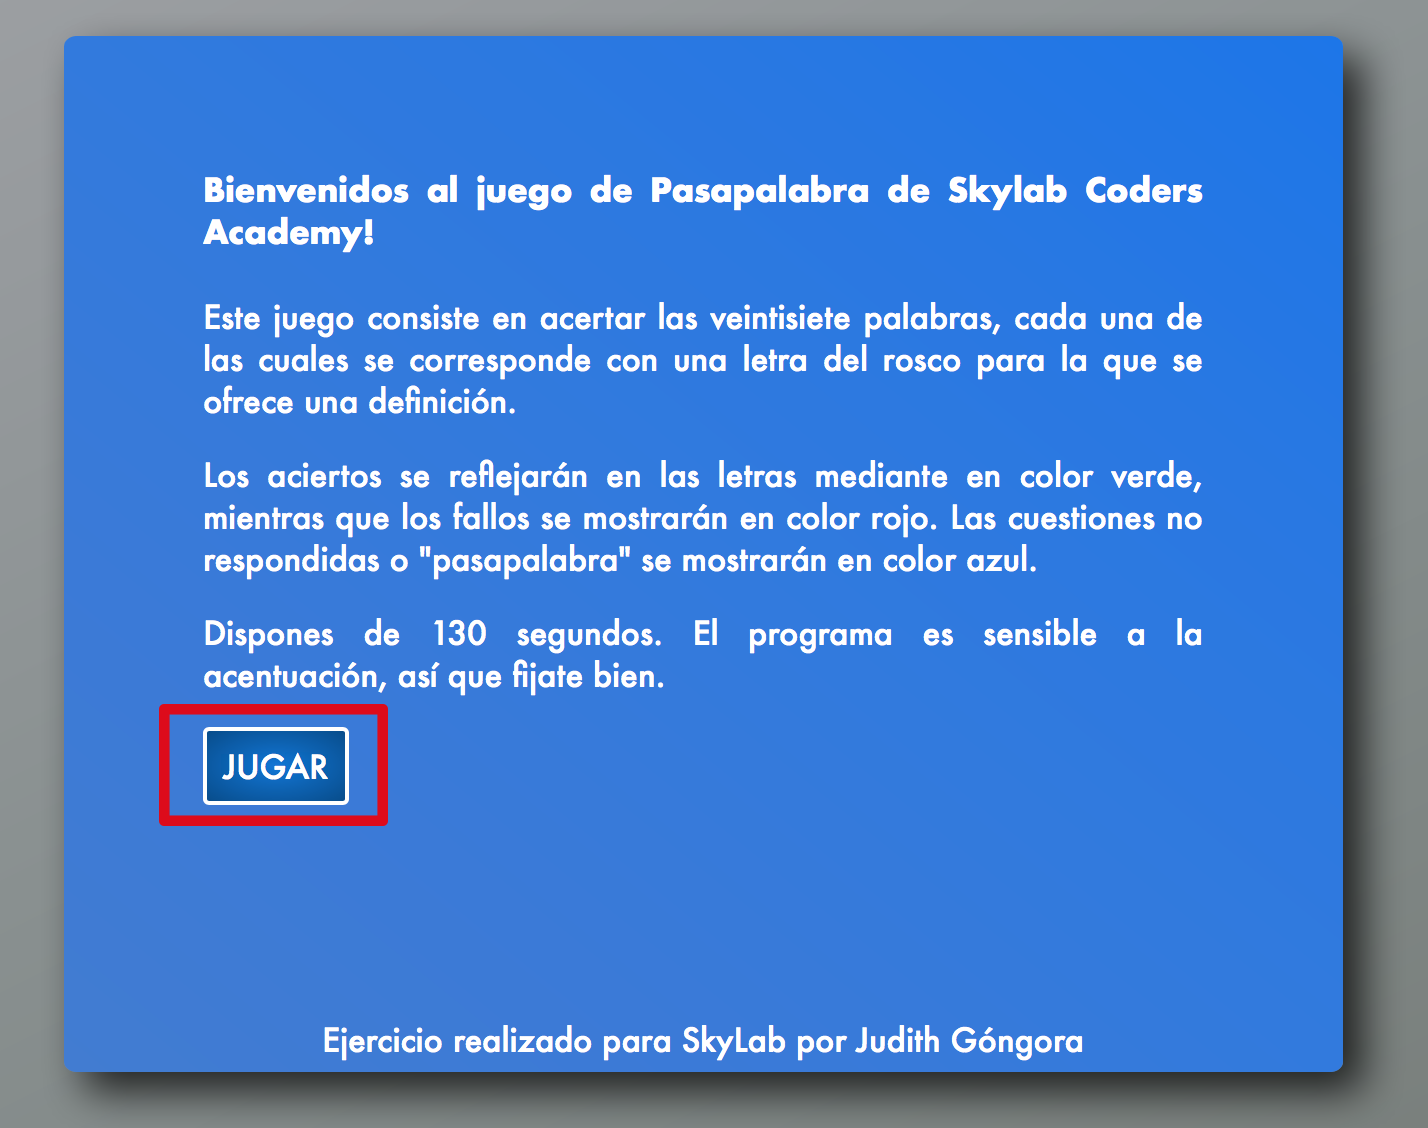 Bienvenidos al juego de Pasapalabra de Skylab Coders
Academy!
Este juego consiste en acertar las veintisiete palabras, cada una de
las cuales se corresponde con una letra del rosco para la que se
ofrece una definición.
Los aciertos se reflejarán en las letras mediante en color verde,
mientras que los fallos se mostrarán en color rojo. Las cuestiones no
respondidas o "pasapalabra" se mostrarán en color azul.
Dispones de 130 segundos. El programa es sensible a la
acentuación, así que fijate bien.
JUGAR
Ejercicio realizado para SkyLab por Judith Góngora